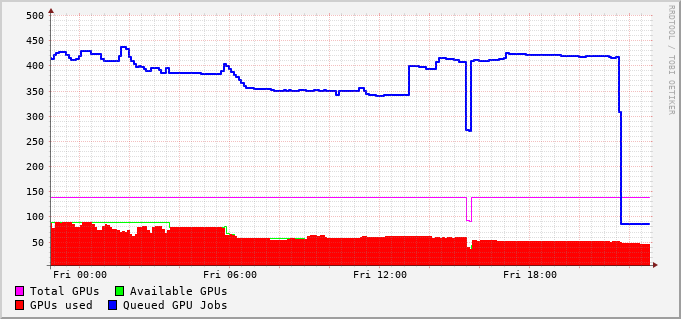 500
450
400
350
300
250
200
150
100
50
Fri 00:00 Fri 06:00 Fri 12:00 Fri 18:00
Total GPUs Available GPUs
GPUs used Queued GPU Jobs
RRDTOOL / TOBI OETIKER